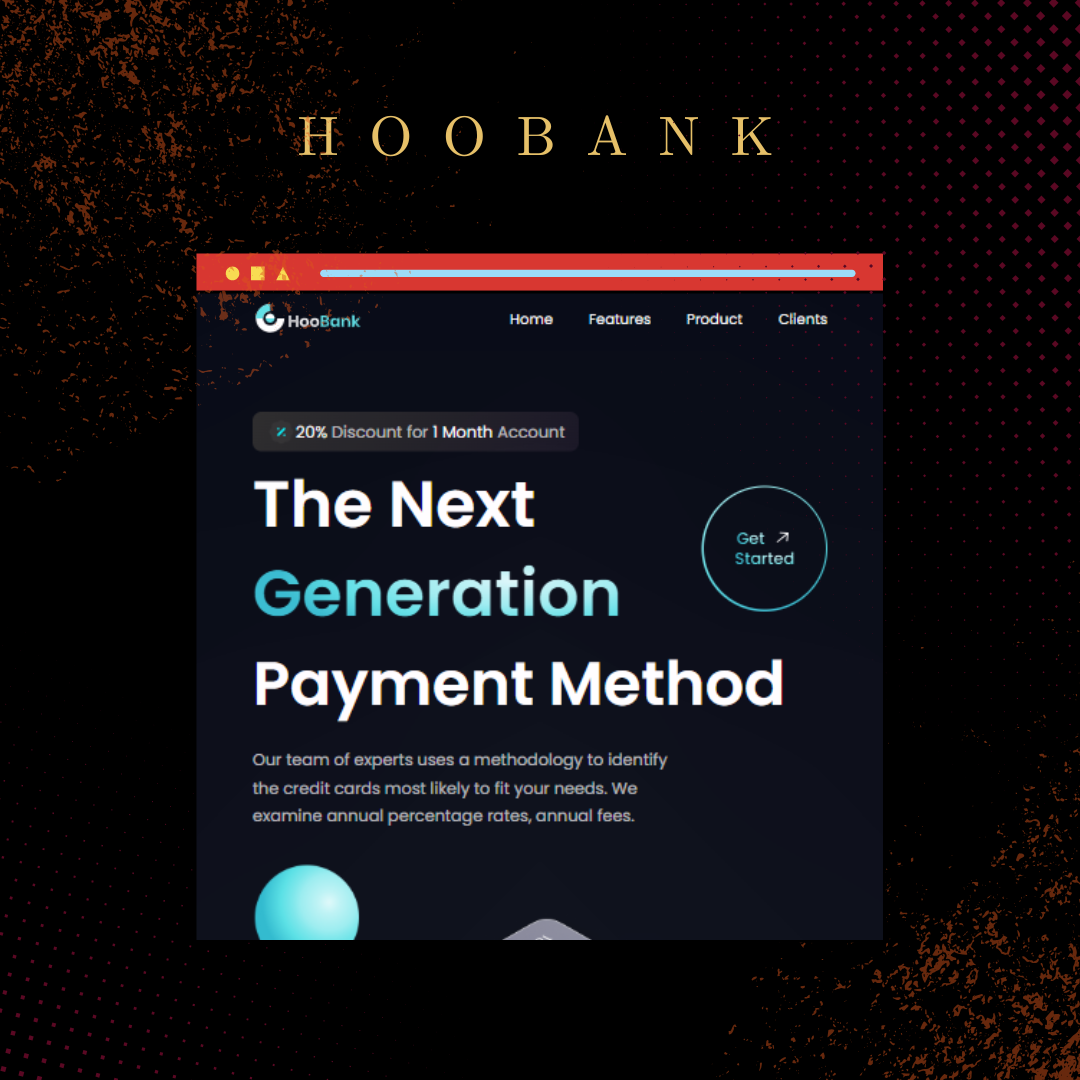 HOOBANK
HooBank
Home Features Product Clients
20% Discount for 1 Month Account
The Next
Generation
Payment Method
Get
Started
Our team of experts uses a methodology to identify
the credit cards most likely to fit your needs. We
examine annual percentage rates, annual fees.